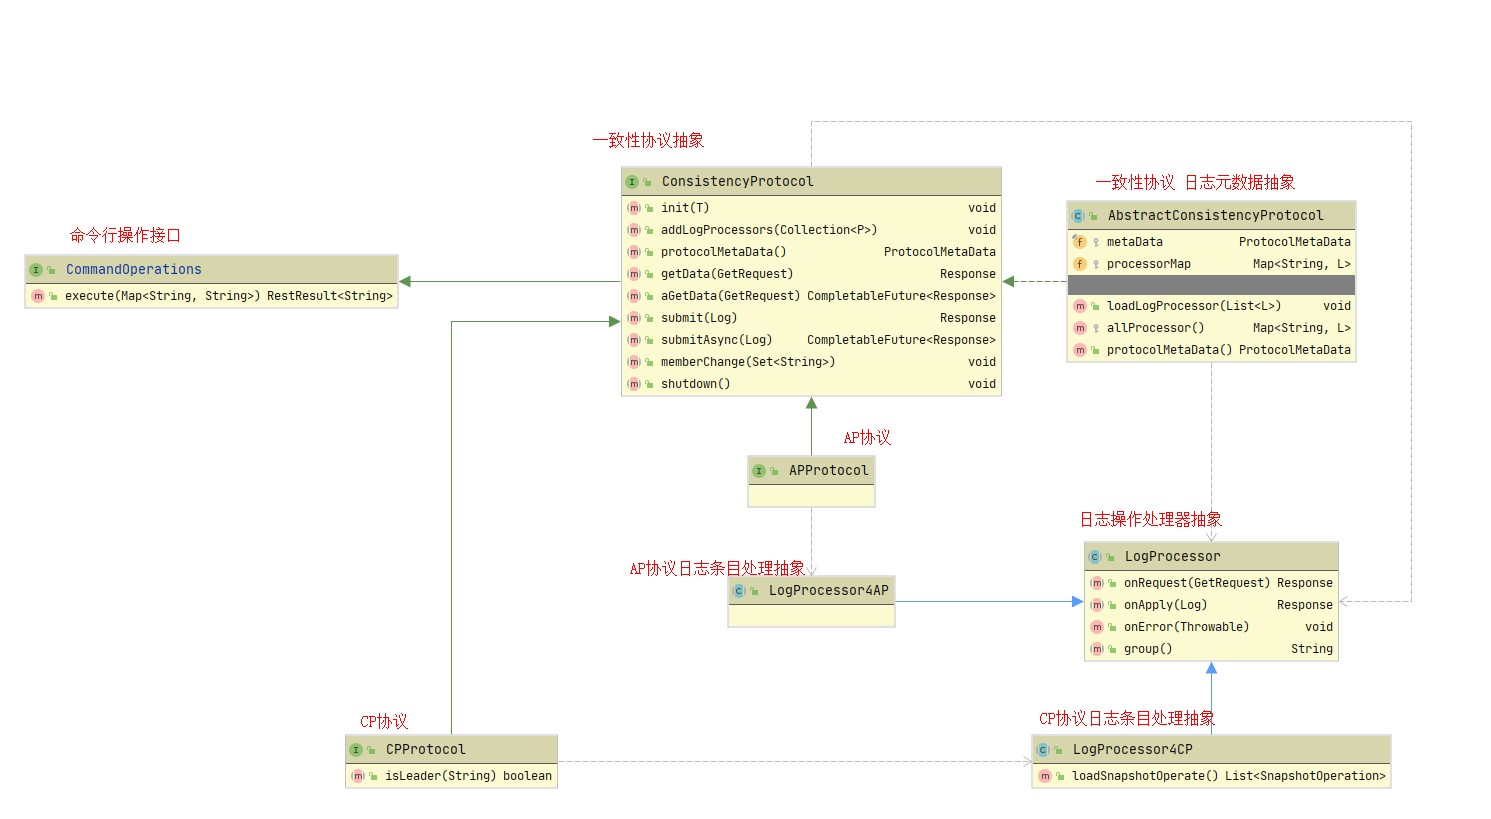 一致性协议抽象
ConsistencyProtocol
init(T) void
addLogProcessors(Collection<P>) void
protocolMetaData() ProtocolMetaData
getData(GetRequest) Response
aGetData(GetRequest) CompletableFuture<Response>
submit(Log) Response
submitAsync(Log) CompletableFuture<Response>
memberChange(Set<String>) void
shutdown() void
一致性协议 日志元数据抽象
AbstractConsistencyProtocol
metaData ProtocolMetaData
processorMap Map<String, L>
loadLogProcessor(List<L>) void
allProcessor() Map<String, L>
protocolMetaData() ProtocolMetaData
命令行操作接口
CommandOperations
execute(Map<String, String>) RestResult<String>
AP协议
APProtocol
AP协议日志条目处理抽象
LogProcessor4AP
日志操作处理器抽象
LogProcessor
onRequest(GetRequest) Response
onApply(Log) Response
onError(Throwable) void
group() String
CP协议
CPProtocol
isLeader(String) boolean
CP协议日志条目处理抽象
LogProcessor4CP
loadSnapshotOperate() List<SnapshotOperation>